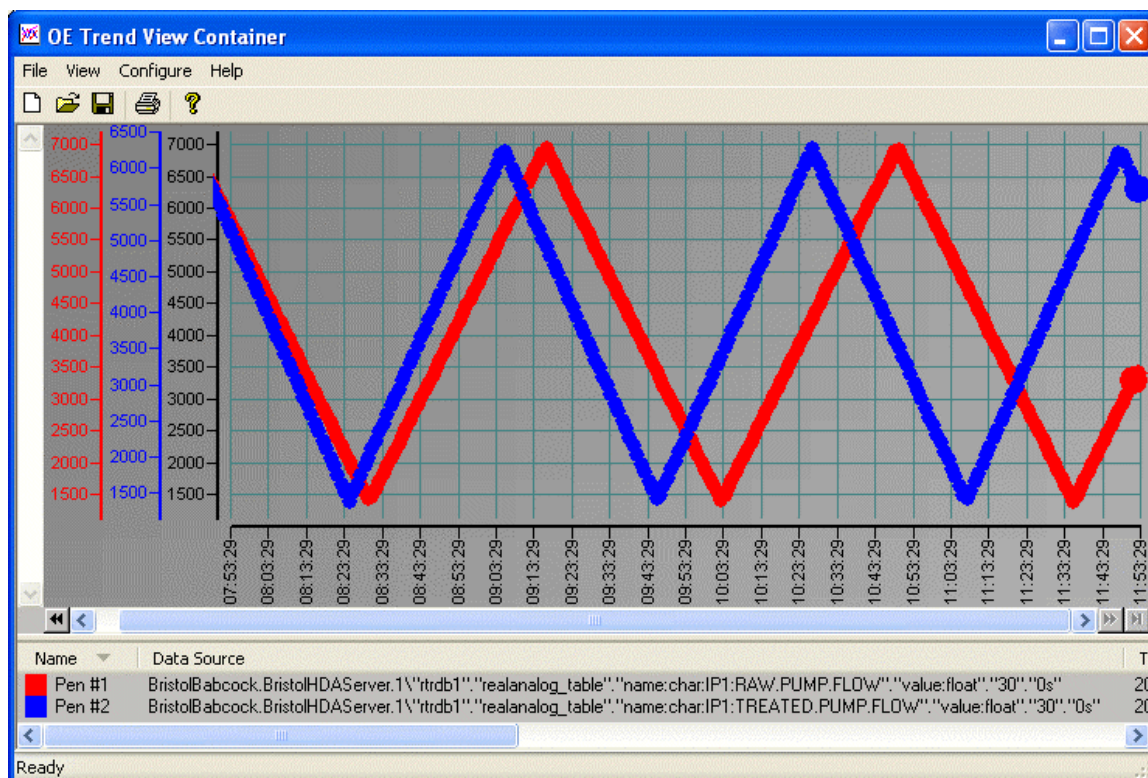 OE Trend View Container
File View Configure Help
7000 6500 6000 5500 5000 4500 4000 3500 3000 2500 2000 1500
6500 6000 5500 5000 4500 4000 3500 3000 2500 2000 1500
7000 6500 6000 5500 5000 4500 4000 3500 3000 2500 2000 1500
07:53:29 08:03:29 08:13:29 08:23:29 08:33:29 08:43:29 08:53:29 09:03:29 09:13:29 09:23:29 09:33:29 09:43:29 09:53:29 10:03:29 10:13:29 10:23:29 10:33:29 10:43:29 10:53:29 11:03:29 11:13:29 11:23:29 11:33:29 11:43:29 11:53:29
Name Data Source T
Pen #1 BristolBabcock.BristolHDAServer.1\"rtrdb1"."realanalog_table"."name:char:IP1:RAW.PUMP.FLOW"."value:float"."30"."0s" 20
Pen #2 BristolBabcock.BristolHDAServer.1\"rtrdb1"."realanalog_table"."name:char:IP1:TREATED.PUMP.FLOW"."value:float"."30"."0s" 20
Ready